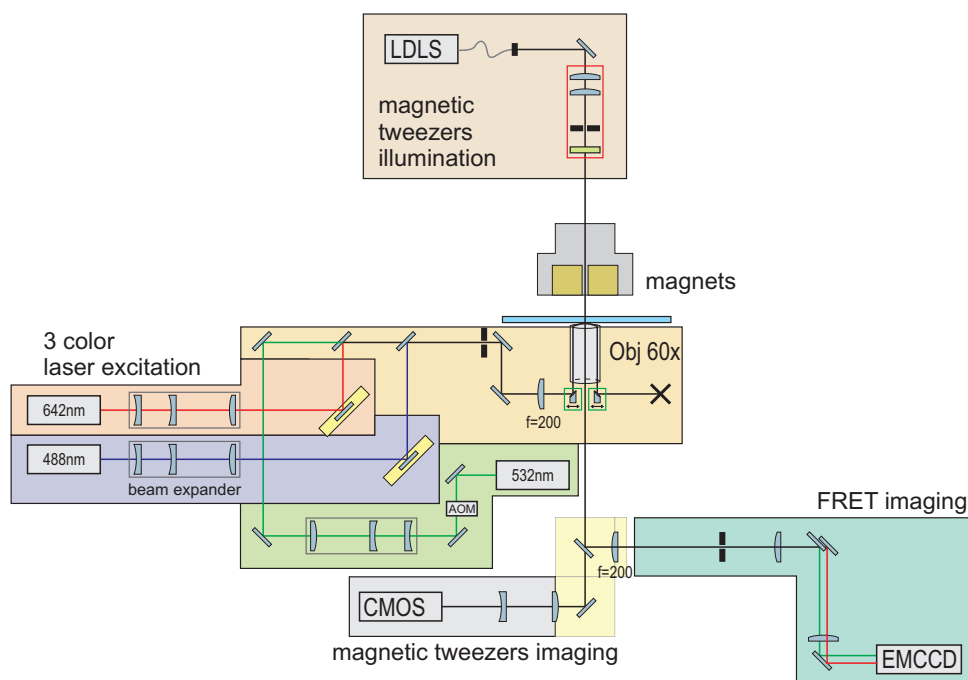 LDLS
magnetic
tweezers
illumination
magnets
3 color
laser excitation
Obj 60x
642nm
f=200
488nm
beam expander
532nm
AOM
FRET imaging
f=200
CMOS
magnetic tweezers imaging
EMCCD